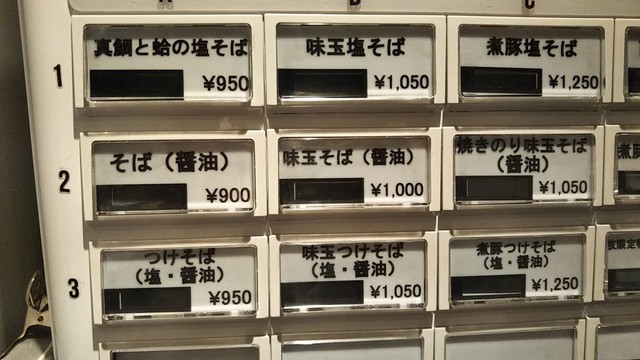 A B C
1
真鯛と蛤の塩そば ¥950
味玉塩そば ¥1,050
煮豚塩そば ¥1,250
2
そば（醤油） ¥900
味玉そば（醤油） ¥1,000
焼きのり味玉そば
（醤油） ¥1,050
3
つけそば
（塩・醤油） ¥950
味玉つけそば
（塩・醤油） ¥1,050
煮豚つけそば
（塩・醤油） ¥1,250